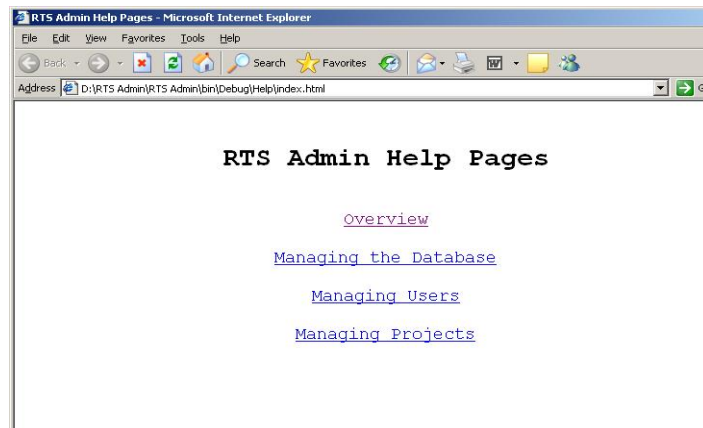 RTS Admin Help Pages - Microsoft Internet Explorer
File Edit View Favorites Tools Help
Back Search Favorites
Address D:\RTS Admin\RTS Admin\bin\Debug\Help\index.html
RTS Admin Help Pages
Overview
Managing the Database
Managing Users
Managing Projects